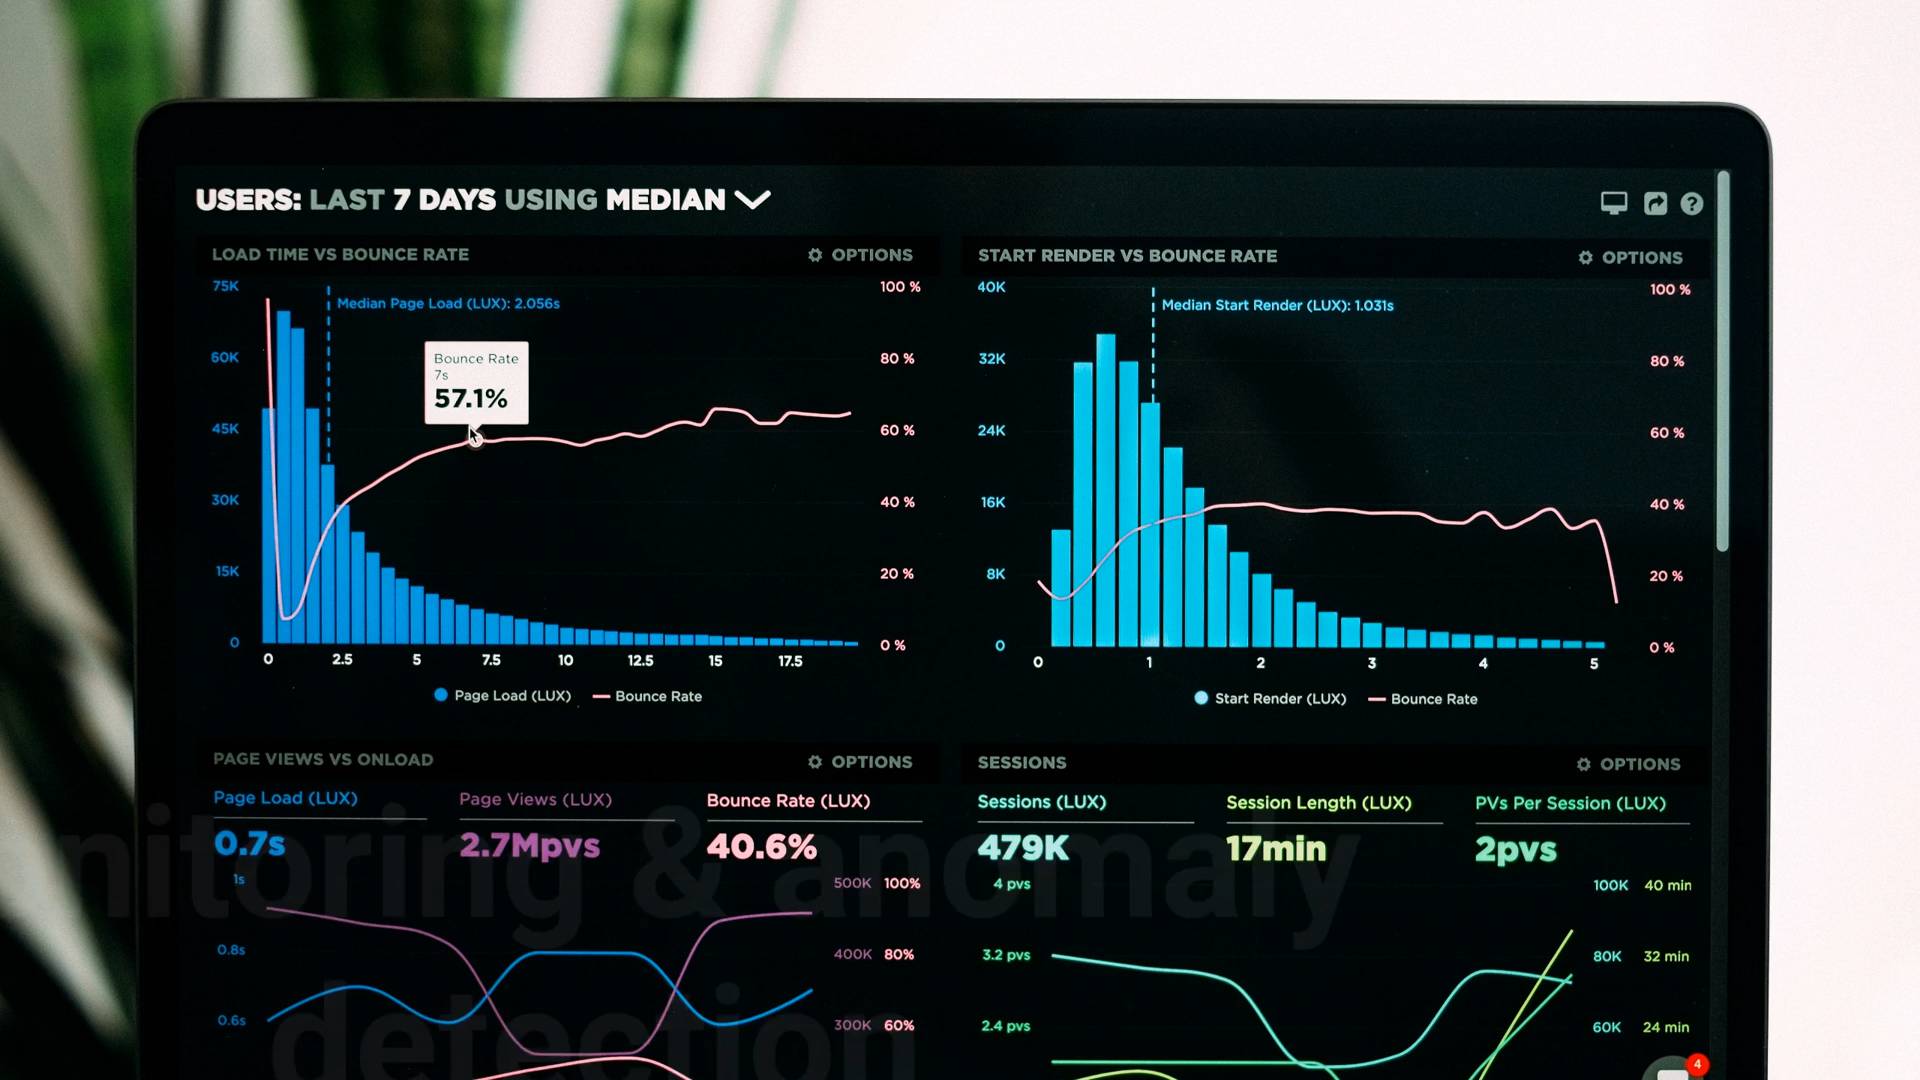 USERS: LAST 7 DAYS USING MEDIAN
?
LOAD TIME VS BOUNCE RATE
OPTIONS
75K
60K
45K
30K
15K
0
Median Page Load (LUX): 2.056s
Bounce Rate
7s
57.1%
100 %
80 %
60 %
40 %
20 %
0 %
0 2.5 5 7.5 10 12.5 15 17.5
Page Load (LUX) Bounce Rate
START RENDER VS BOUNCE RATE
OPTIONS
40K
32K
24K
16K
8K
0
Median Start Render (LUX): 1.031s
100 %
80 %
60 %
40 %
20 %
0 %
0 1 2 3 4 5
Start Render (LUX) Bounce Rate
PAGE VIEWS VS ONLOAD
OPTIONS
Page Load (LUX) Page Views (LUX) Bounce Rate (LUX)
0.7s 2.7Mpvs 40.6%
1s
0.8s
0.6s
500K 100%
400K 80%
300K 60%
SESSIONS
OPTIONS
Sessions (LUX) Session Length (LUX) PVs Per Session (LUX)
479K 17min 2pvs
4 pvs
3.2 pvs
2.4 pvs
100K 40 min
80K 32 min
60K 24 min
4
nitoring & anomaly
detection